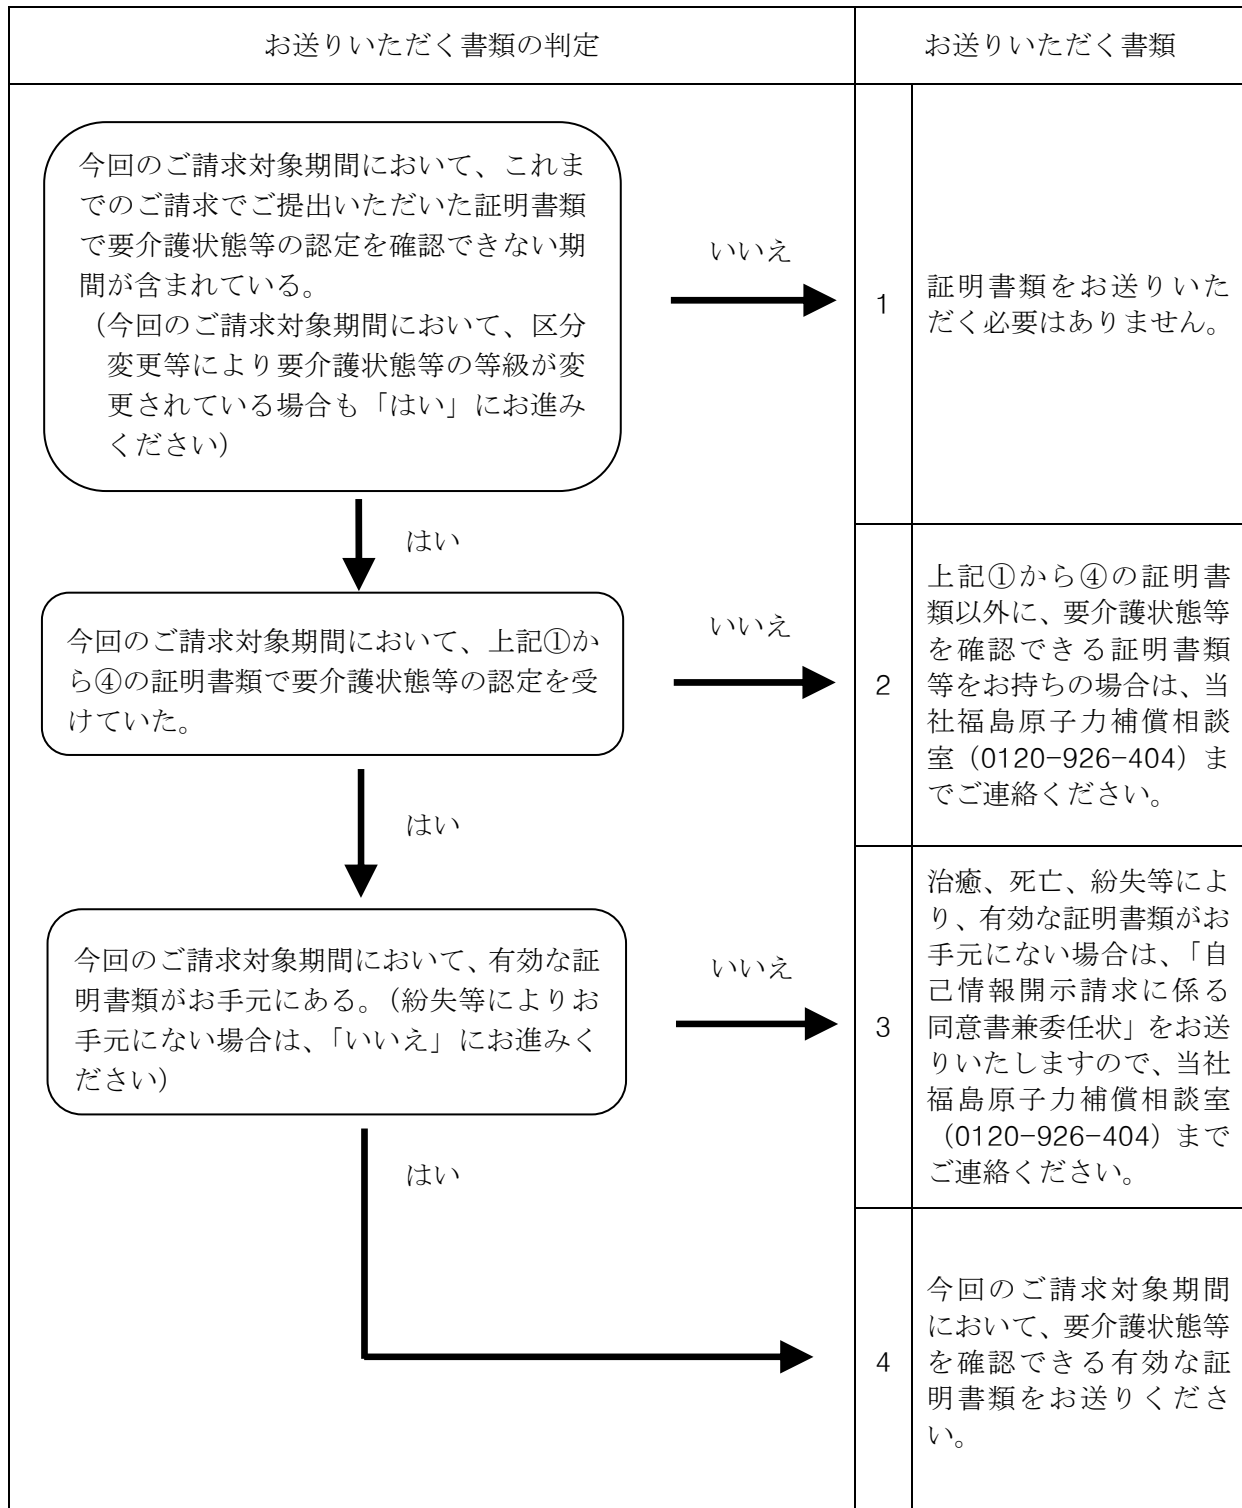 お送りいただく書類の判定
お送りいただく書類
今回のご請求対象期間において、これま
でのご請求でご提出いただいた証明書類
で要介護状態等の認定を確認できない期
間が含まれている。
（今回のご請求対象期間において、区分
変更等により要介護状態等の等級が変
更されている場合も「はい」にお進み
ください）
いいえ
1
証明書類をお送りいた
だく必要はありません。
はい
今回のご請求対象期間において、上記①か
ら④の証明書類で要介護状態等の認定を受
けていた。
いいえ
2
上記①から④の証明書
類以外に、要介護状態等
を確認できる証明書類
等をお持ちの場合は、当
社福島原子力補償相談
室（0120-926-404）ま
でご連絡ください。
はい
今回のご請求対象期間において、有効な証
明書類がお手元にある。（紛失等によりお
手元にない場合は、「いいえ」にお進みく
ださい）
いいえ
3
治癒、死亡、紛失等によ
り、有効な証明書類がお
手元にない場合は、「自
己情報開示請求に係る
同意書兼委任状」をお送
りいたしますので、当社
福島原子力補償相談室
（0120-926-404）まで
ご連絡ください。
はい
4
今回のご請求対象期間
において、要介護状態等
を確認できる有効な証
明書類をお送りくださ
い。